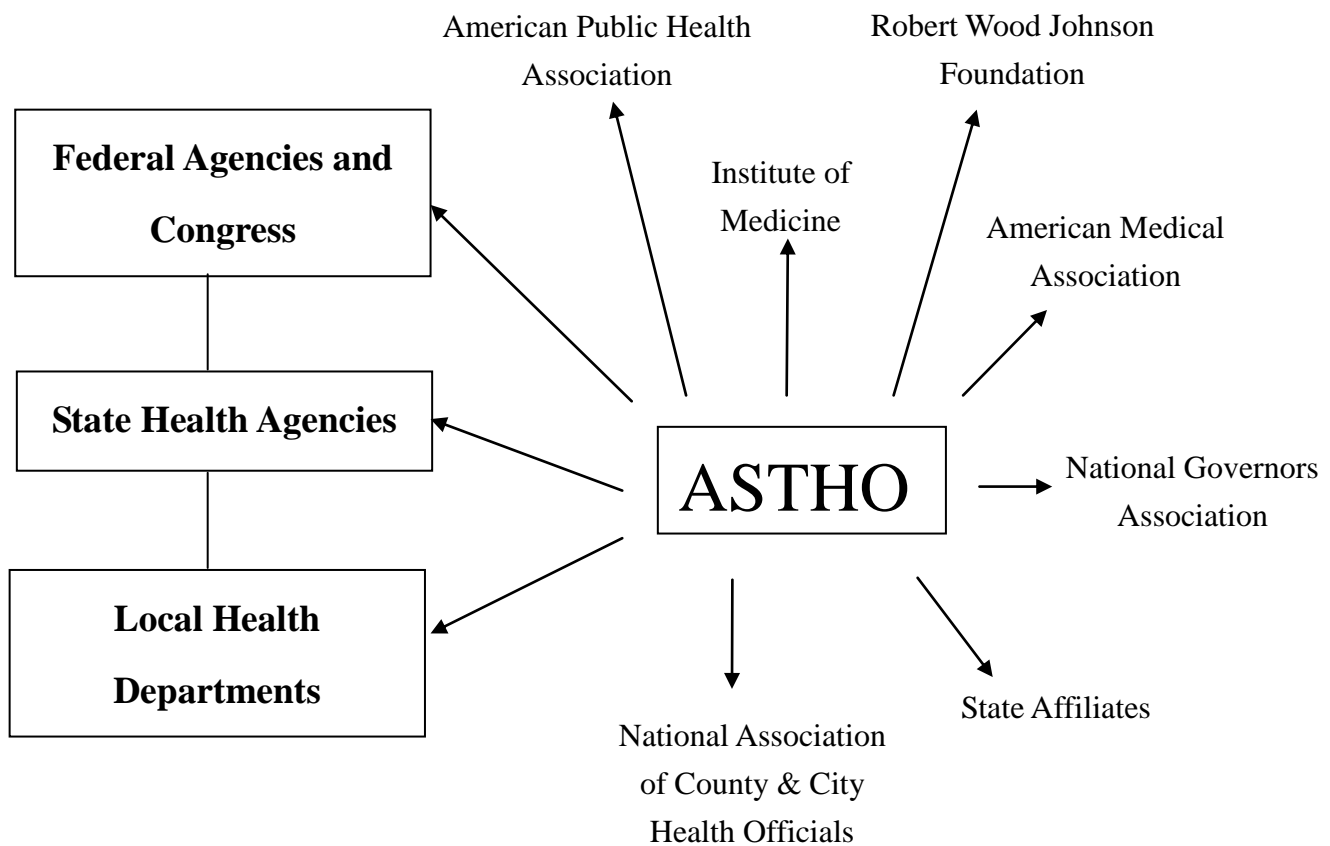 American Public Health
Association
Robert Wood Johnson
Foundation
Federal Agencies and
Congress
Institute of
Medicine
American Medical
Association
State Health Agencies
ASTHO
National Governors
Association
Local Health
Departments
State Affiliates
National Association
of County & City
Health Officials